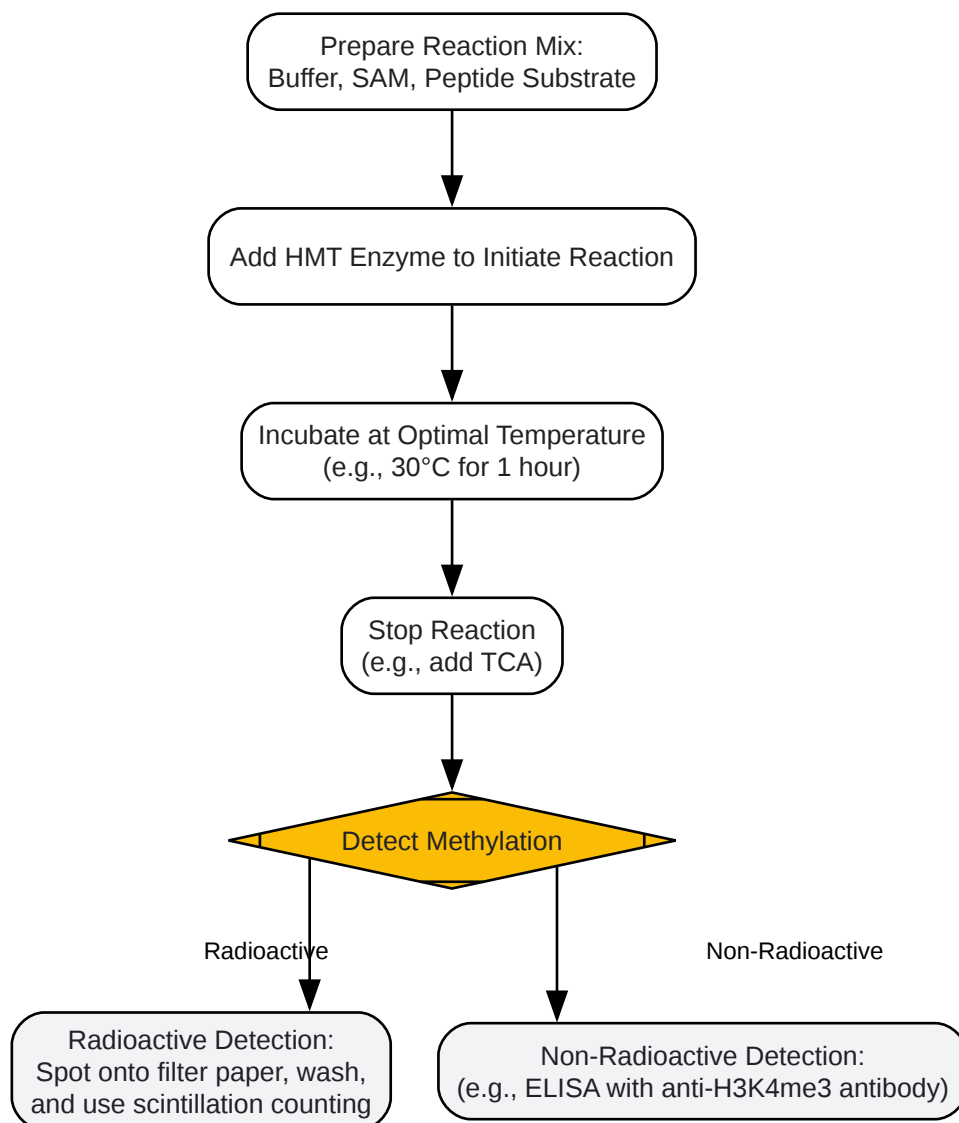 Prepare Reaction Mix:
Buffer, SAM, Peptide Substrate
Add HMT Enzyme to Initiate Reaction
Incubate at Optimal Temperature
(e.g., 30°C for 1 hour)
Stop Reaction
(e.g., add TCA)
Detect Methylation
Radioactive
Non-Radioactive
Radioactive Detection:
Spot onto filter paper, wash,
and use scintillation counting
Non-Radioactive Detection:
(e.g., ELISA with anti-H3K4me3 antibody)